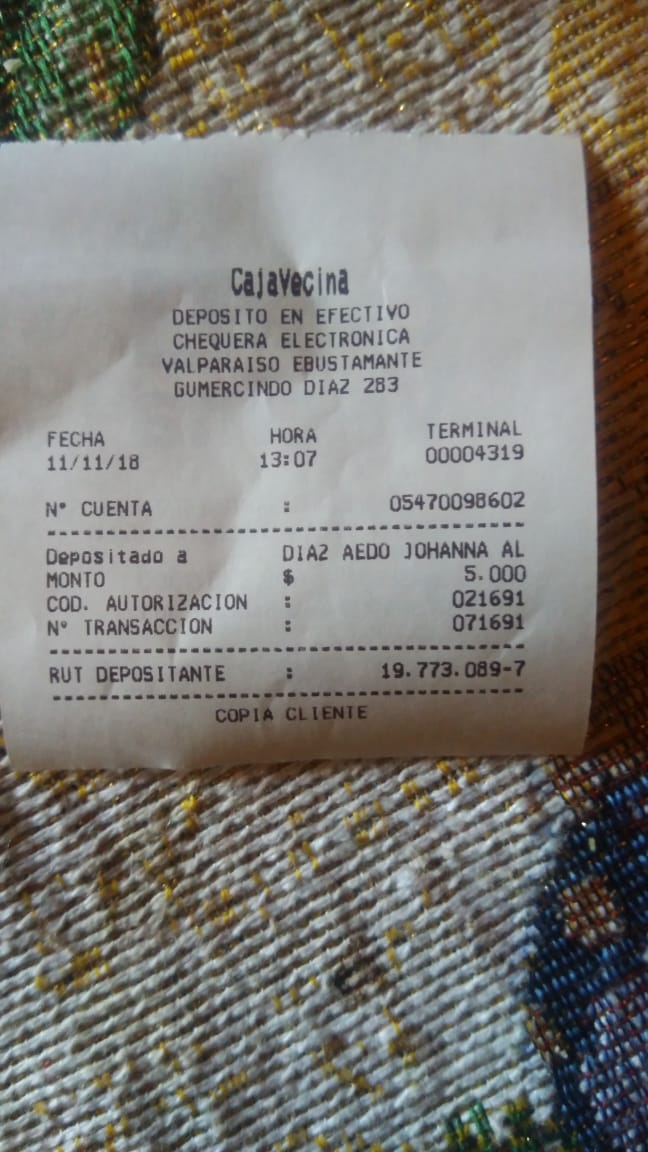 CajaVecina
DEPOSITO EN EFECTIVO
CHEQUERA ELECTRONICA
VALPARAISO EBUSTAMANTE
GUMERCINDO DIAZ 283
FECHA HORA TERMINAL
11/11/18 13:07 00004319
N° CUENTA : 05470098602
Depositado a DIAZ AEDO JOHANNA AL
MONTO $ 5.000
COD. AUTORIZACION : 021691
N° TRANSACCION : 071691
RUT DEPOSITANTE : 19.773.089-7
COPIA CLIENTE